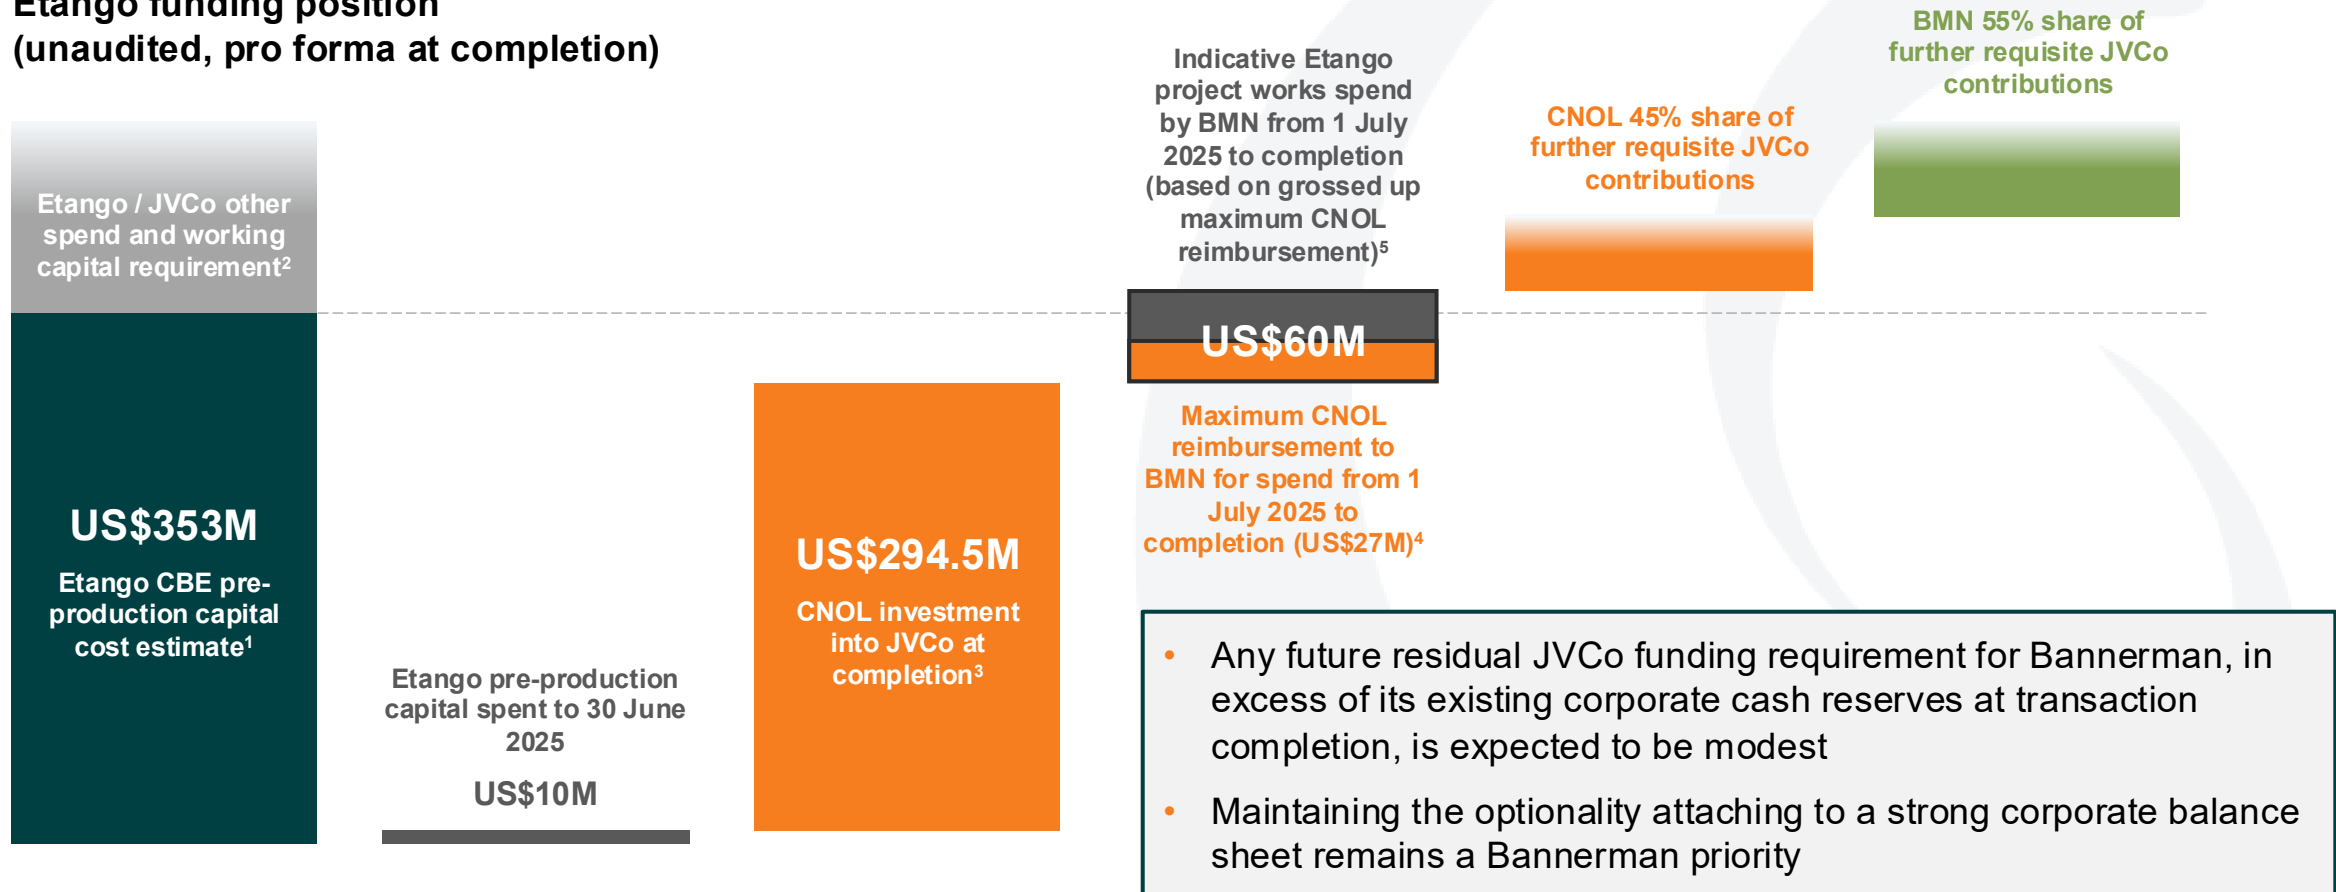 Etango funding position
(unaudited, pro forma at completion)
Etango / JVCo other
spend and working
capital requirement²
US$353M
Etango CBE pre-
production capital
cost estimate¹
Etango pre-production
capital spent to 30 June
2025
US$10M
US$294.5M
CNOL investment
into JVCo at
completion³
Indicative Etango
project works spend
by BMN from 1 July
2025 to completion
(based on grossed up
maximum CNOL
reimbursement)⁵
US$60M
Maximum CNOL
reimbursement to
BMN for spend from 1
July 2025 to
completion (US$27M)⁴
CNOL 45% share of
further requisite JVCo
contributions
BMN 55% share of
further requisite JVCo
contributions
• Any future residual JVCo funding requirement for Bannerman, in
excess of its existing corporate cash reserves at transaction
completion, is expected to be modest
• Maintaining the optionality attaching to a strong corporate balance
sheet remains a Bannerman priority